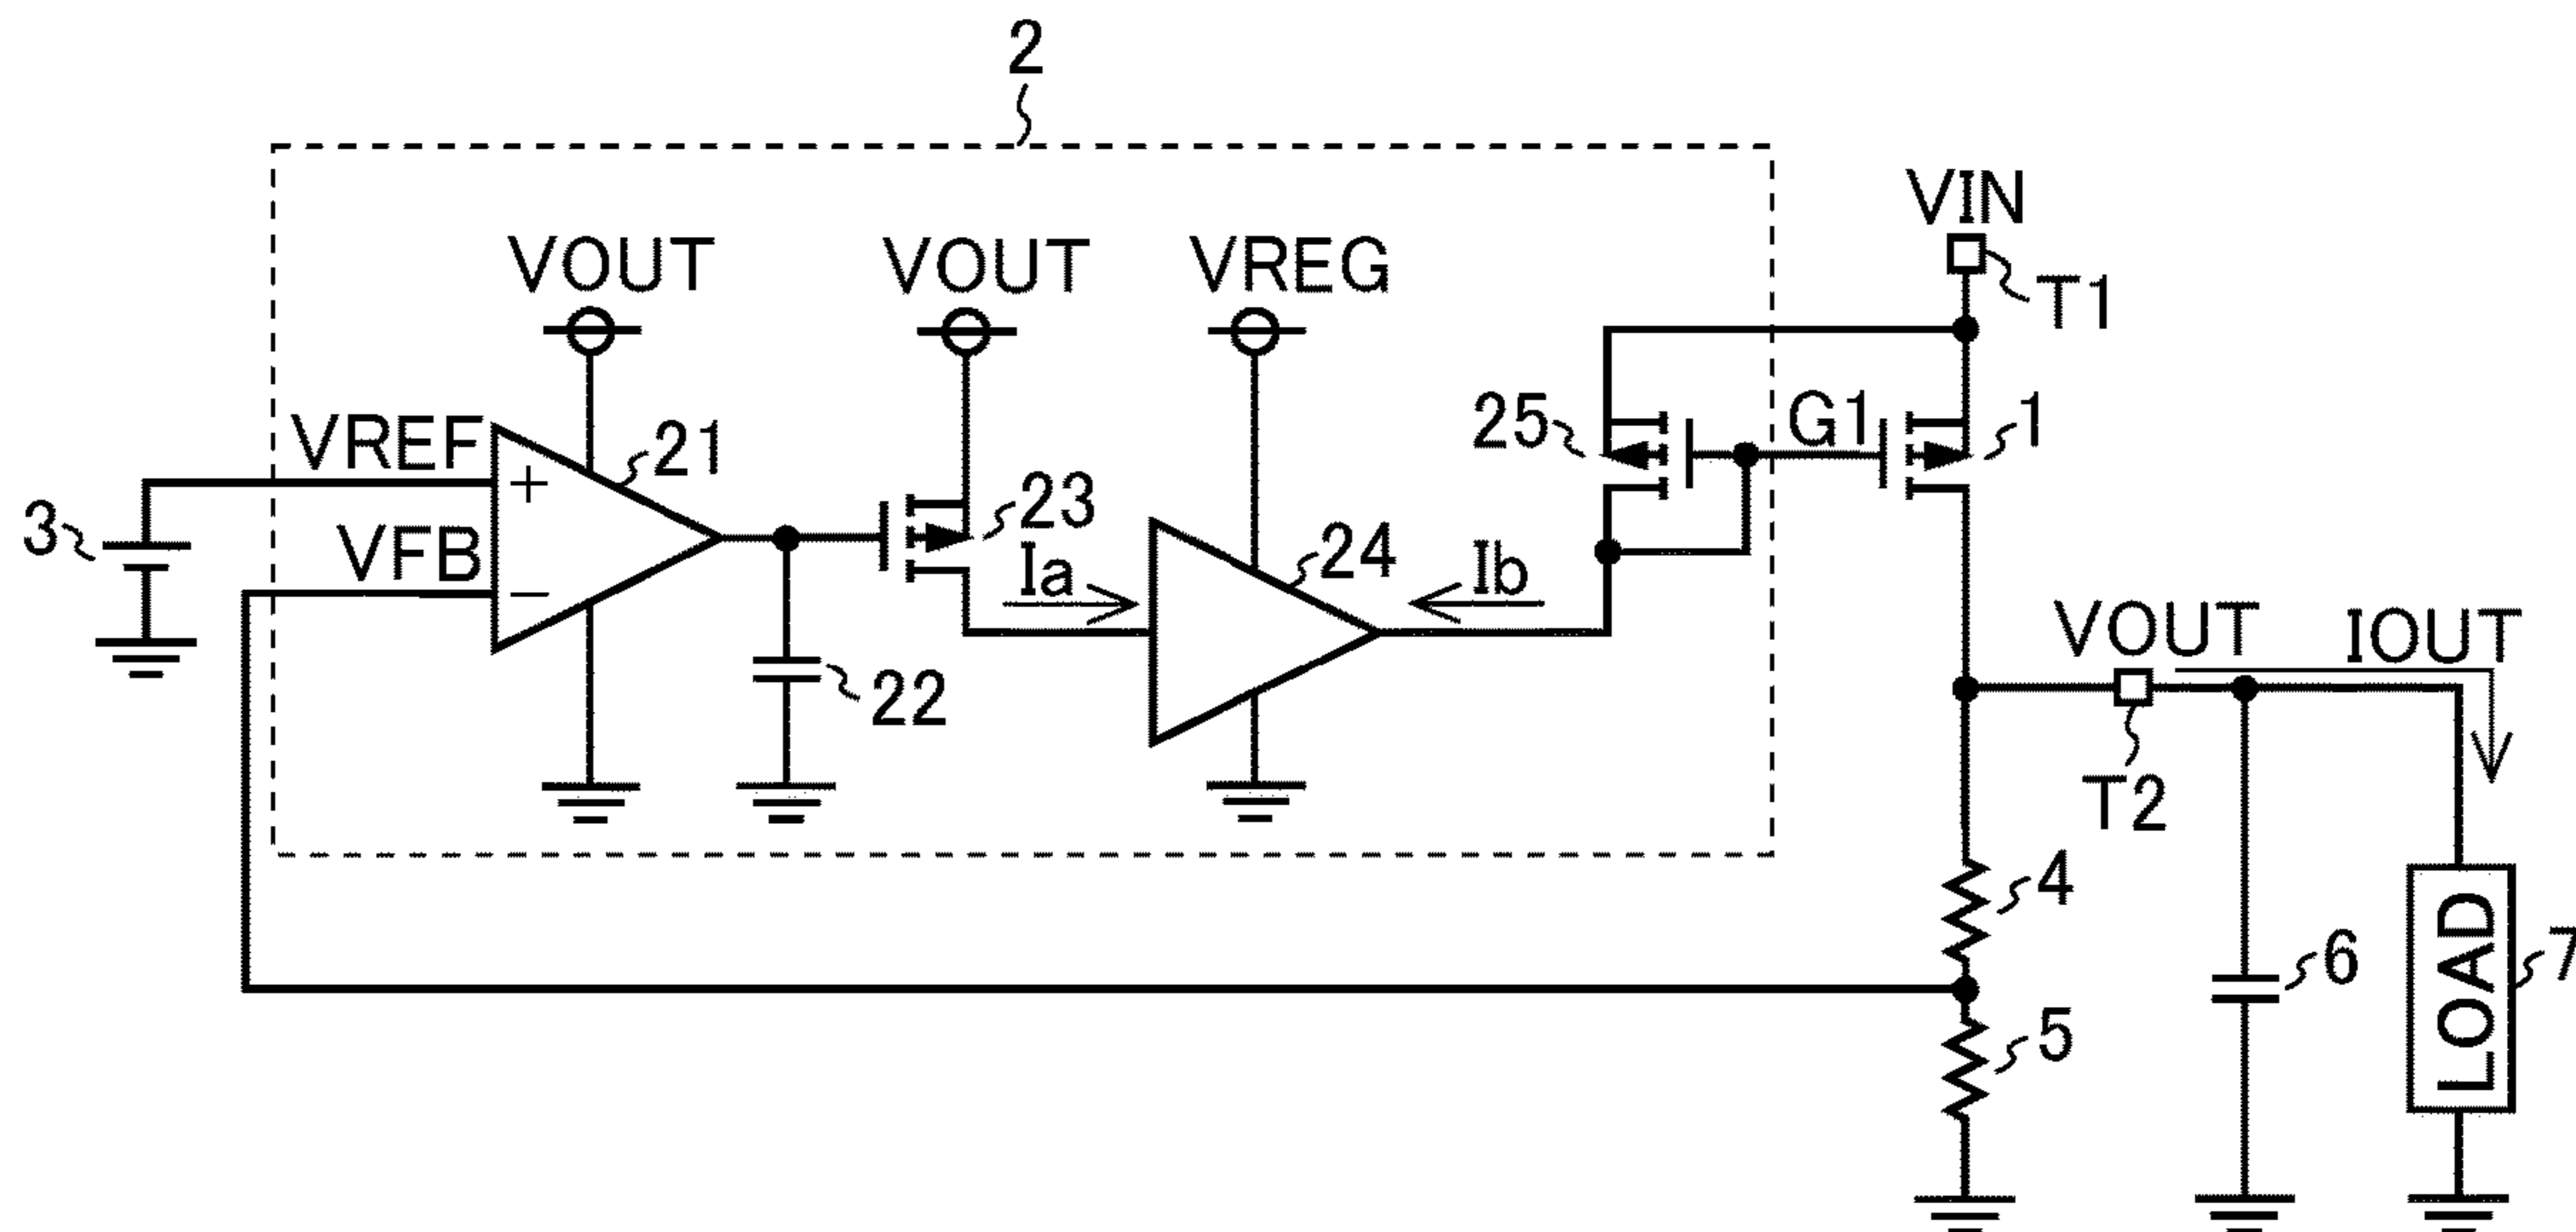 2
VIN
T1
VOUT
VOUT
VREG
VREF
+
21
25
G1
1
3
VFB
−
23
Ia
24
Ib
22
VOUT
IOUT
T2
4
5
6
LOAD
7